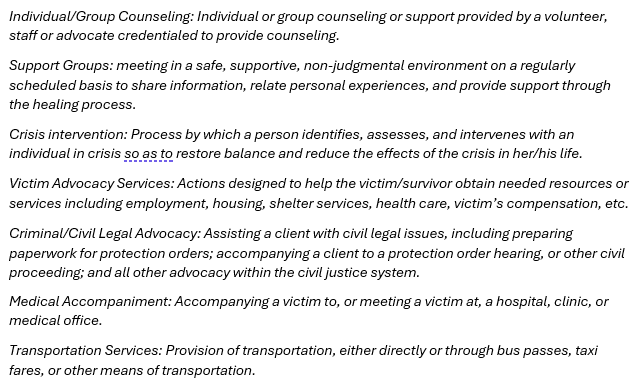 Individual/Group Counseling: Individual or group counseling or support provided by a volunteer,
staff or advocate credentialed to provide counseling.
Support Groups: meeting in a safe, supportive, non-judgmental environment on a regularly
scheduled basis to share information, relate personal experiences, and provide support through
the healing process.
Crisis intervention: Process by which a person identifies, assesses, and intervenes with an
individual in crisis so as to restore balance and reduce the effects of the crisis in her/his life.
Victim Advocacy Services: Actions designed to help the victim/survivor obtain needed resources or
services including employment, housing, shelter services, health care, victim’s compensation, etc.
Criminal/Civil Legal Advocacy: Assisting a client with civil legal issues, including preparing
paperwork for protection orders; accompanying a client to a protection order hearing, or other civil
proceeding; and all other advocacy within the civil justice system.
Medical Accompaniment: Accompanying a victim to, or meeting a victim at, a hospital, clinic, or
medical office.
Transportation Services: Provision of transportation, either directly or through bus passes, taxi
fares, or other means of transportation.